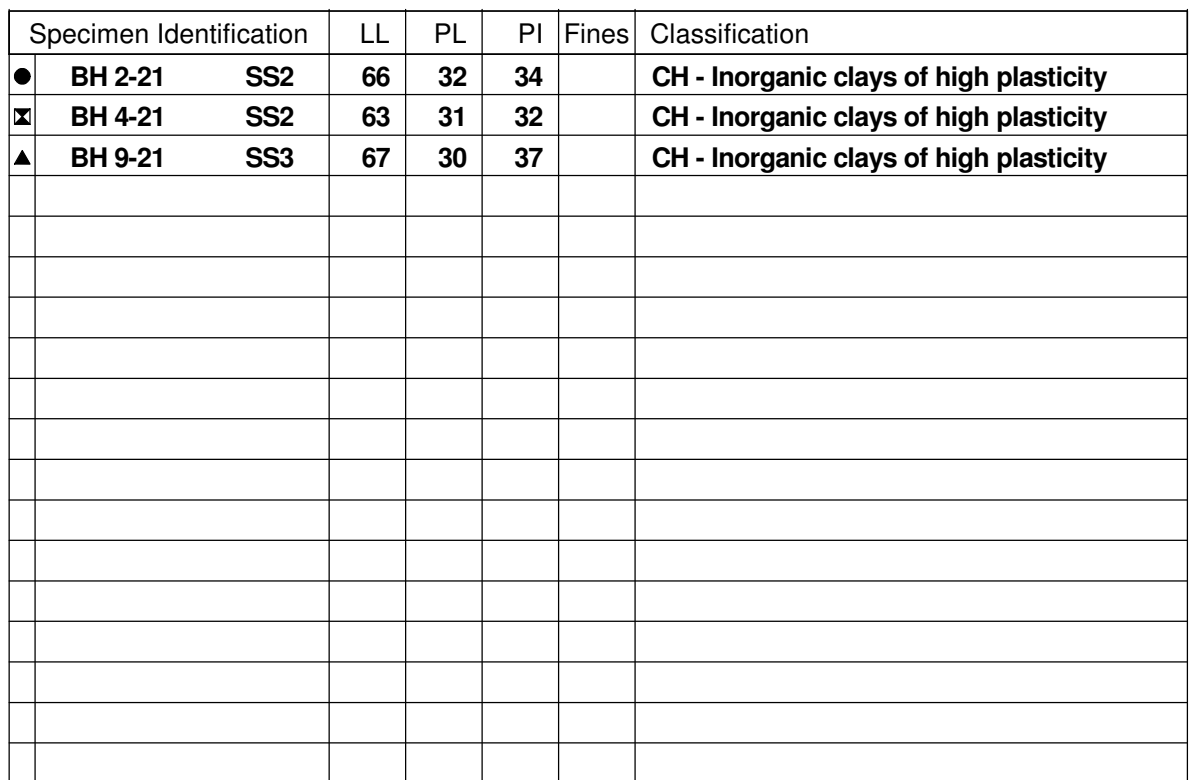 Specimen Identification LL PL PI Fines Classification
BH 2-21 SS2 66 32 34 CH - Inorganic clays of high plasticity
BH 4-21 SS2 63 31 32 CH - Inorganic clays of high plasticity
BH 9-21 SS3 67 30 37 CH - Inorganic clays of high plasticity